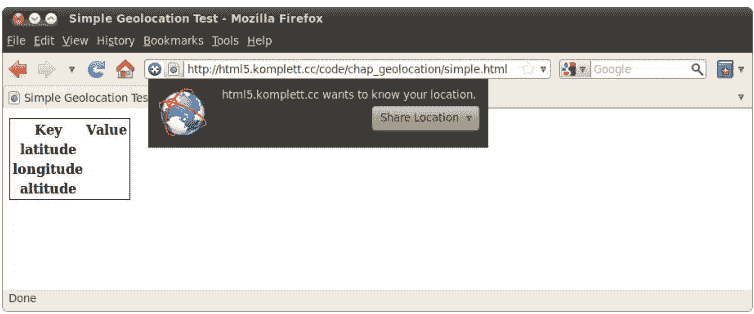 Simple Geolocation Test - Mozilla Firefox
File Edit View History Bookmarks Tools Help
http://html5.komplett.cc/code/chap_geolocation/simple.html
Google
Simple Geolocation Tes
html5.komplett.cc wants to know your location.
Share Location
Key Value
latitude
longitude
altitude
Done